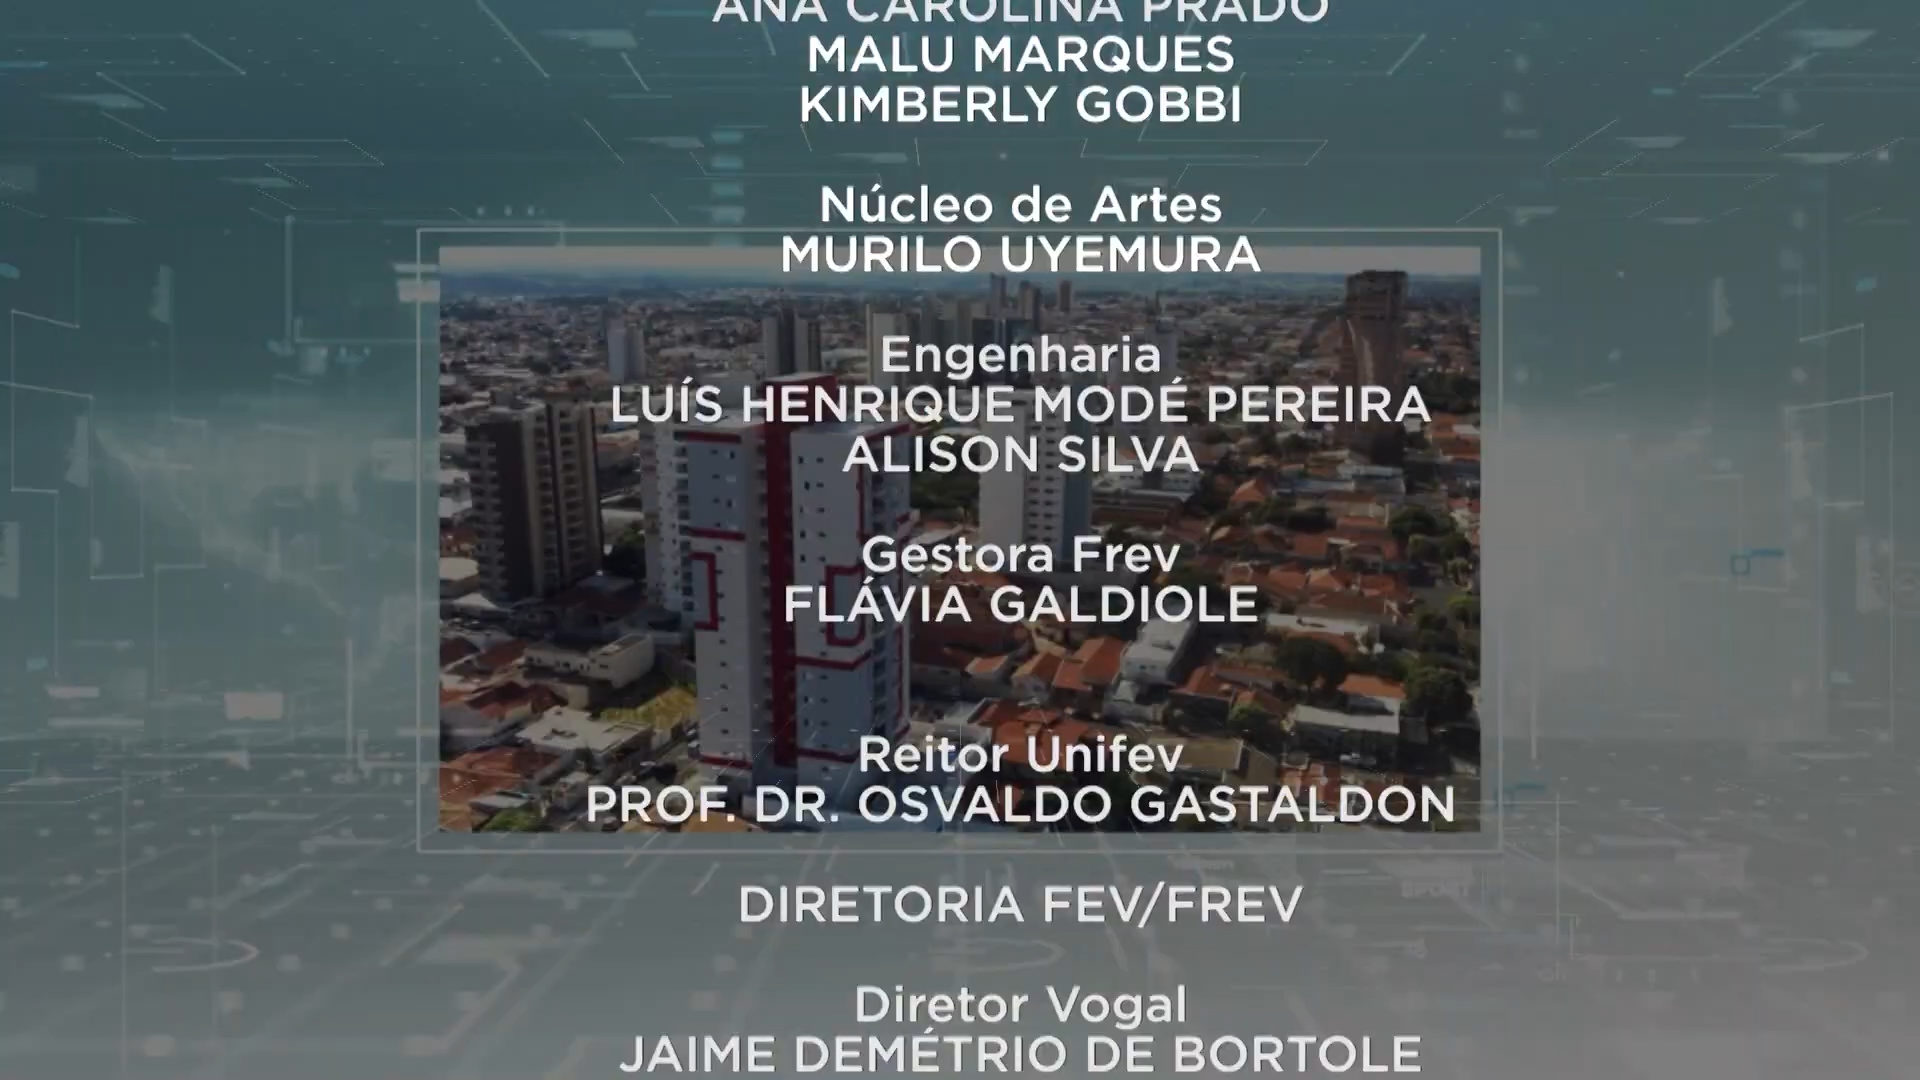 ANA CAROLINA PRADO
MALU MARQUES
KIMBERLY GOBBI
Núcleo de Artes
MURILO UYEMURA
Engenharia
LUÍS HENRIQUE MODÉ PEREIRA
ALISON SILVA
Gestora Frev
FLÁVIA GALDIOLE
Reitor Unifev
PROF. DR. OSVALDO GASTALDON
DIRETORIA FEV/FREV
Diretor Vogal
JAIME DEMÉTRIO DE BORTOLE